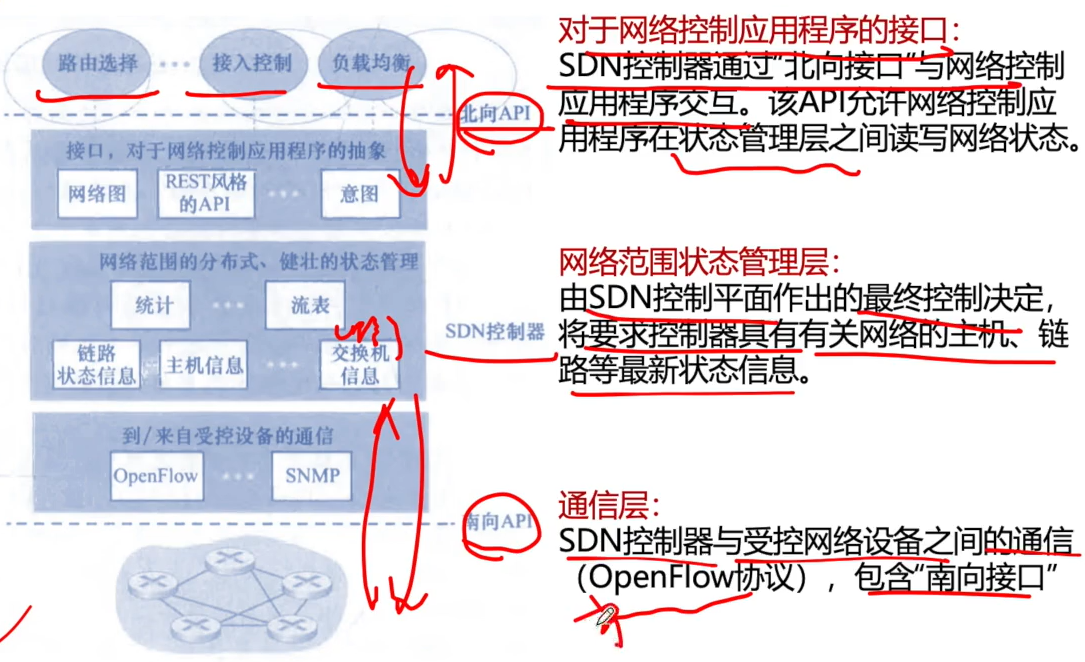 路由选择 ··· 接入控制 负载均衡
北向API
接口，对于网络控制应用程序的抽象
网络图 REST风格的API ··· 意图
网络范围的分布式、健壮的状态管理
统计 ··· 流表
链路状态信息 主机信息 ··· 交换机信息
SDN控制器
到/来自受控设备的通信
OpenFlow ··· SNMP
南向API
对于网络控制应用程序的接口：
SDN控制器通过“北向接口”与网络控制
应用程序交互。该API允许网络控制应
用程序在状态管理层之间读写网络状态。
网络范围状态管理层：
由SDN控制平面作出的最终控制决定，
将要求控制器具有有关网络的主机、链
路等最新状态信息。
通信层：
SDN控制器与受控网络设备之间的通信
（OpenFlow协议），包含“南向接口”